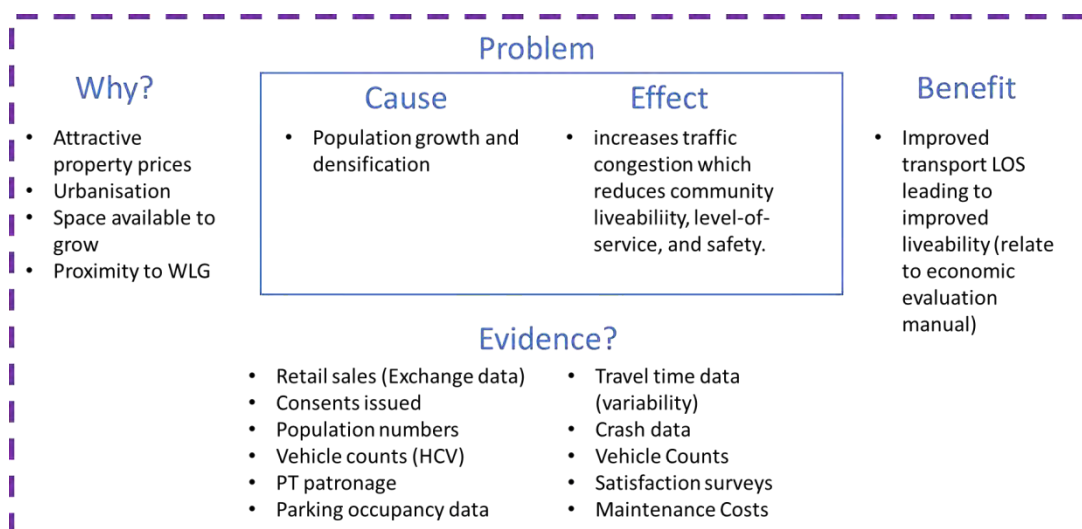 Problem
Why?
• Attractive
property prices
• Urbanisation
• Space available to
grow
• Proximity to WLG
Cause
• Population growth and
densification
Effect
• increases traffic
congestion which
reduces community
liveabiliity, level-of-
service, and safety.
Benefit
• Improved
transport LOS
leading to
improved
liveability (relate
to economic
evaluation
manual)
Evidence?
• Retail sales (Exchange data)
• Consents issued
• Population numbers
• Vehicle counts (HCV)
• PT patronage
• Parking occupancy data
• Travel time data
(variability)
• Crash data
• Vehicle Counts
• Satisfaction surveys
• Maintenance Costs